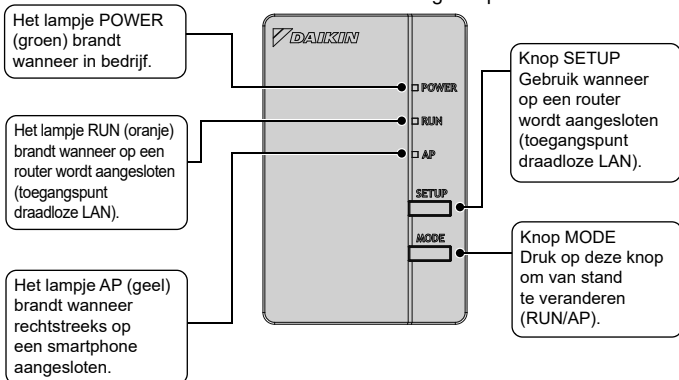 Het lampje POWER
(groen) brandt
wanneer in bedrijf.
Het lampje RUN (oranje)
brandt wanneer op een
router wordt aangesloten
(toegangspunt
draadloze LAN).
Het lampje AP (geel)
brandt wanneer
rechtstreeks op
een smartphone
aangesloten.
DAIKIN
POWER
RUN
AP
SETUP
MODE
Knop SETUP
Gebruik wanneer
op een router
wordt aangesloten
(toegangspunt
draadloze LAN).
Knop MODE
Druk op deze knop
om van stand
te veranderen
(RUN/AP).